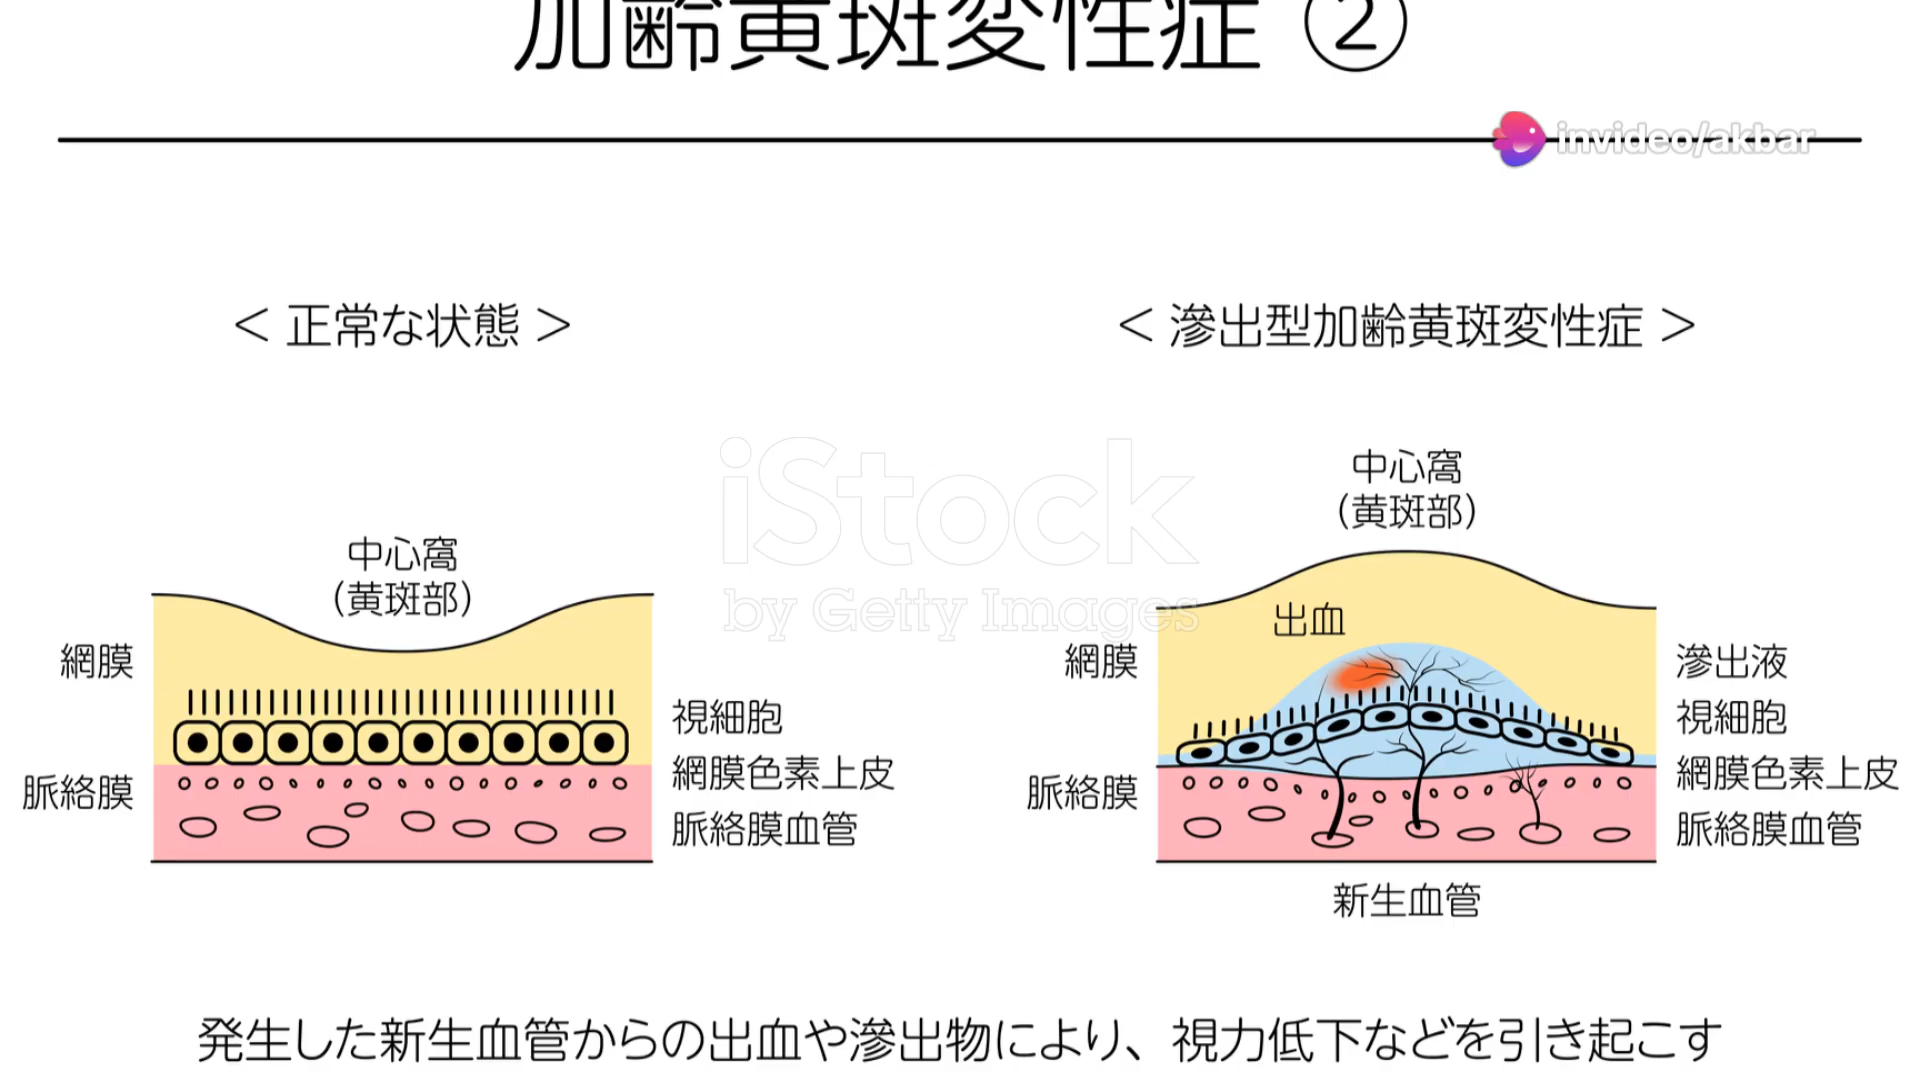 加齢黄斑変性症 ②
invideo/akbar
< 正常な状態 >
< 滲出型加齢黄斑変性症 >
iStock
by Getty Images
中心窩
（黄斑部）
網膜
脈絡膜
視細胞
網膜色素上皮
脈絡膜血管
中心窩
（黄斑部）
出血
網膜
脈絡膜
滲出液
視細胞
網膜色素上皮
脈絡膜血管
新生血管
発生した新生血管からの出血や滲出物により、視力低下などを引き起こす